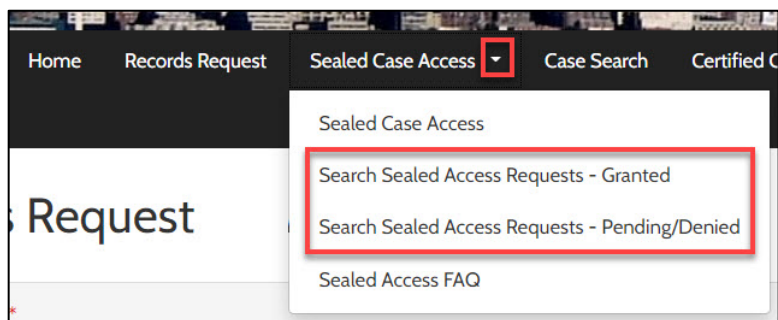 Home Records Request Sealed Case Access Case Search Certified
Sealed Case Access
Search Sealed Access Requests - Granted
Request
Search Sealed Access Requests - Pending/Denied
Sealed Access FAQ
*